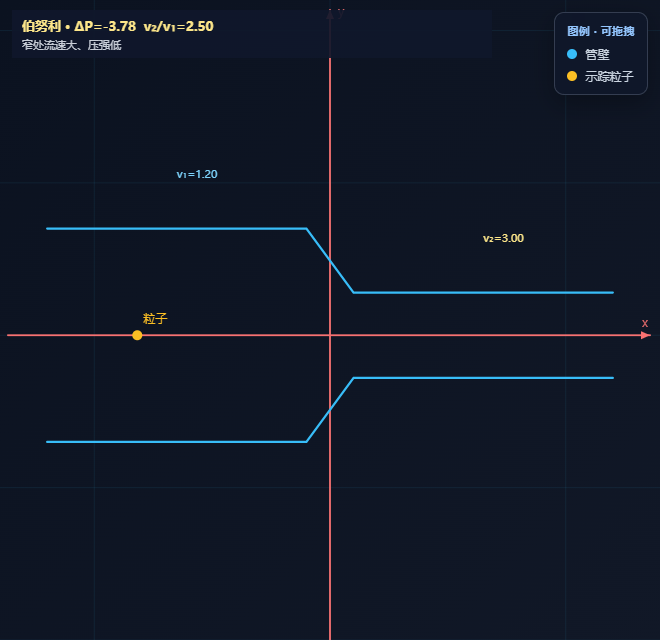 伯努利 • ΔP=-3.78 v₂/v₁=2.50
窄处流速大、压强低
图例 · 可拖拽
管壁
示踪粒子
v₁=1.20
v₂=3.00
粒子
x